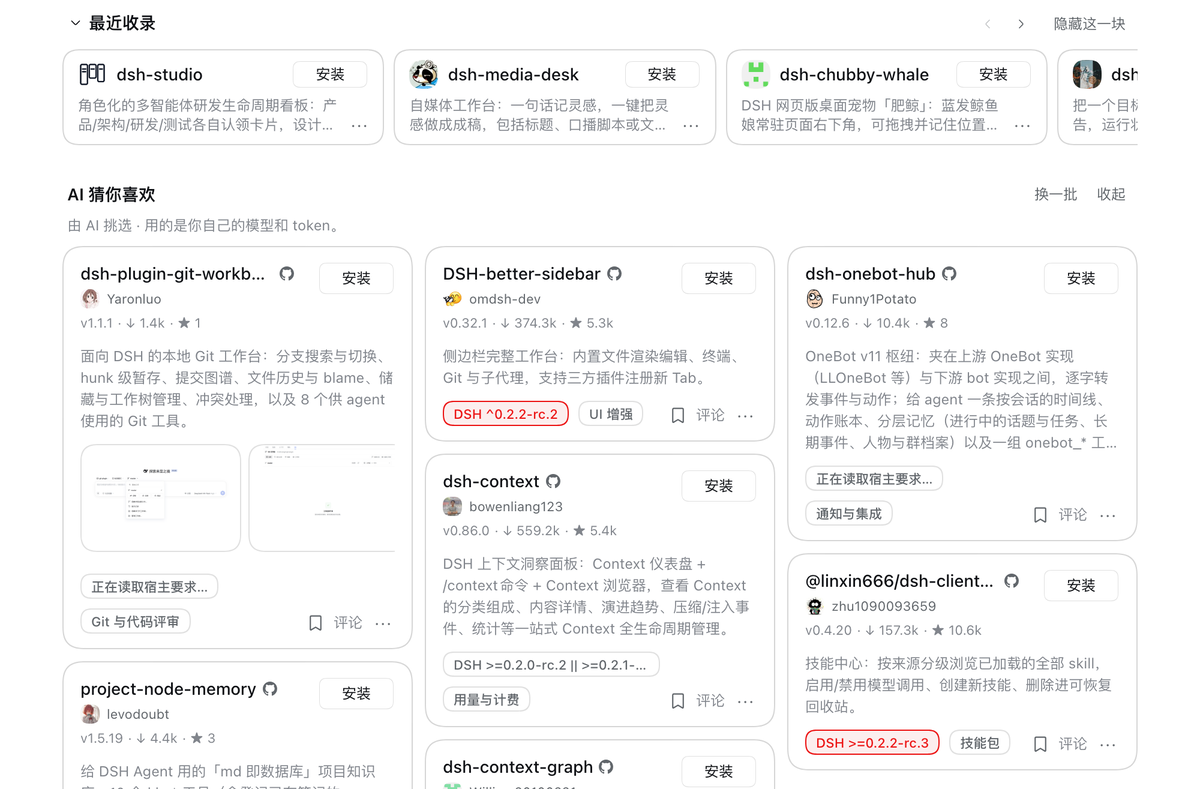 最近收录
隐藏这一块
dsh-studio
安装
角色化的多智能体研发生命周期看板：产
品/架构/研发/测试各自认领卡片，设计...
dsh-media-desk
安装
自媒体工作台：一句话记灵感，一键把灵
感做成成稿，包括标题、口播脚本或文...
dsh-chubby-whale
安装
DSH 网页版桌面宠物「肥鲸」：蓝发鲸鱼
娘常驻页面右下角，可拖拽并记住位置...
dsh
把一个目标
告，运行
AI 猜你喜欢
换一批
收起
由 AI 挑选 · 用的是你自己的模型和 token。
dsh-plugin-git-workb...
安装
Yaronluo
v1.1.1 · ↓ 1.4k · ★ 1
面向 DSH 的本地 Git 工作台：分支搜索与切换、
hunk 级暂存、提交图谱、文件历史与 blame、储
藏与工作树管理、冲突处理，以及 8 个供 agent
使用的 Git 工具。
正在读取宿主要求...
Git 与代码评审
评论
project-node-memory
安装
levodoubt
v1.5.19 · ↓ 4.4k · ★ 3
给 DSH Agent 用的「md 即数据库」项目知识
DSH-better-sidebar
安装
omdsh-dev
v0.32.1 · ↓ 374.3k · ★ 5.3k
侧边栏完整工作台：内置文件渲染编辑、终端、
Git 与子代理，支持三方插件注册新 Tab。
DSH ^0.2.2-rc.2
UI 增强
评论
dsh-context
安装
bowenliang123
v0.86.0 · ↓ 559.2k · ★ 5.4k
DSH 上下文洞察面板：Context 仪表盘 +
/context命令 + Context 浏览器，查看 Context
的分类组成、内容详情、演进趋势、压缩/注入事
件、统计等一站式 Context 全生命周期管理。
DSH >=0.2.0-rc.2 || >=0.2.1-...
用量与计费
评论
dsh-context-graph
安装
dsh-onebot-hub
安装
Funny1Potato
v0.12.6 · ↓ 10.4k · ★ 8
OneBot v11 枢纽：夹在上游 OneBot 实现
（LLOneBot 等）与下游 bot 实现之间，逐字转
发事件与动作；给 agent 一条按会话的时间线、
动作账本、分层记忆（进行中的话题与任务、长
期事件、人物与群档案）以及一组 onebot_* 工...
正在读取宿主要求...
通知与集成
评论
@linxin666/dsh-client...
安装
zhu1090093659
v0.4.20 · ↓ 157.3k · ★ 10.6k
技能中心：按来源分级浏览已加载的全部 skill，
启用/禁用模型调用、创建新技能、删除进可恢复
回收站。
DSH >=0.2.2-rc.3
技能包
评论